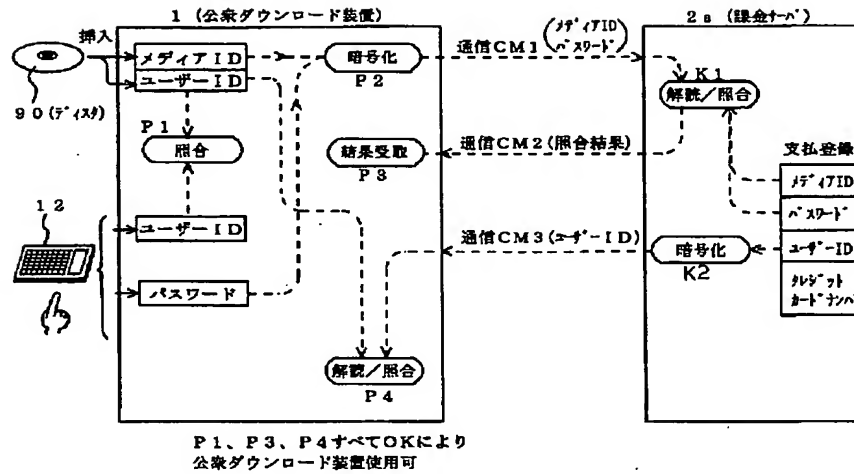 1 (公衆ダウンロード装置)
2a (課金サーバ)
挿入
メディアID
ユーザーID
90(ディスク)
暗号化
P2
通信CM1
メディアID
パスワード
K1
解読/照合
P1
照合
結果受取
P3
通信CM2(照合結果)
支払登録
メディアID
パスワード
ユーザーID
クレジット
カードナンバ
12
ユーザーID
パスワード
通信CM3(ユーザーID)
暗号化
K2
解読/照合
P4
P1、P3、P4すべてOKにより
公衆ダウンロード装置使用可